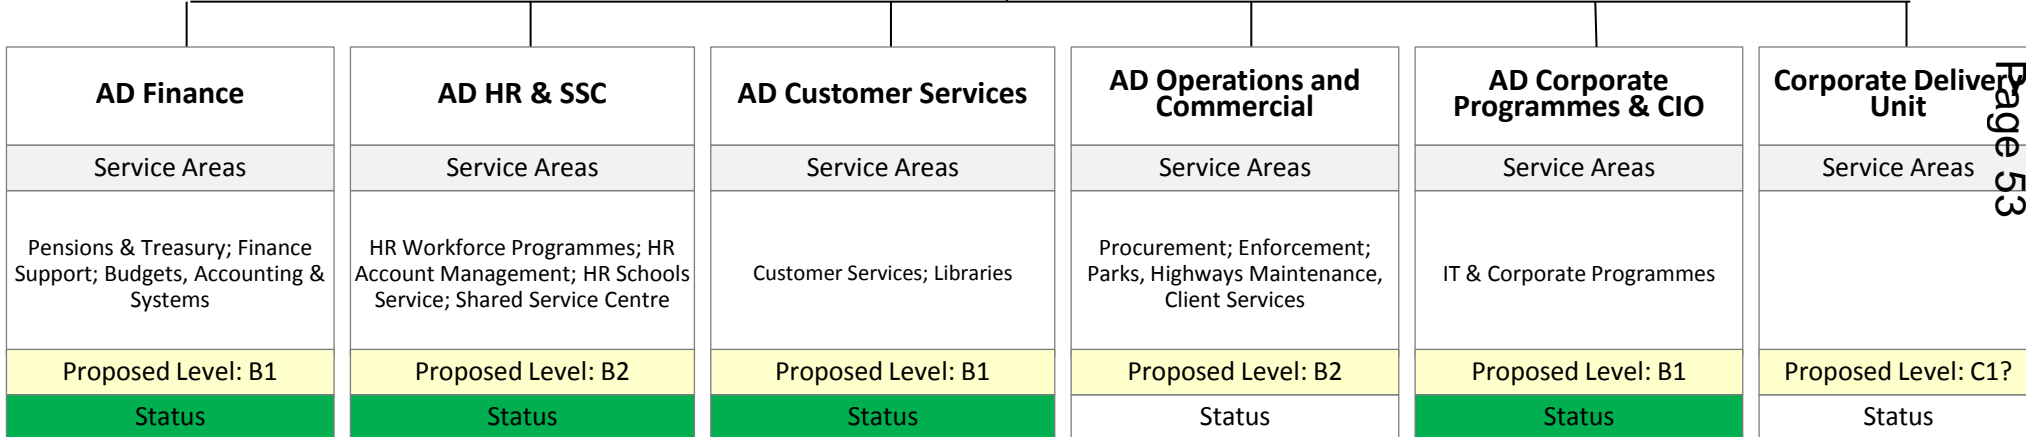 AD Finance
Service Areas
Pensions & Treasury; Finance
Support; Budgets, Accounting &
Systems
Proposed Level: B1
Status
AD HR & SSC
Service Areas
HR Workforce Programmes; HR
Account Management; HR Schools
Service; Shared Service Centre
Proposed Level: B2
Status
AD Customer Services
Service Areas
Customer Services; Libraries
Proposed Level: B1
Status
AD Operations and
Commercial
Service Areas
Procurement; Enforcement;
Parks, Highways Maintenance,
Client Services
Proposed Level: B2
Status
AD Corporate
Programmes & CIO
Service Areas
IT & Corporate Programmes
Proposed Level: B1
Status
Corporate Delivery
Unit
Service Areas
Proposed Level: C1?
Status
Page 53